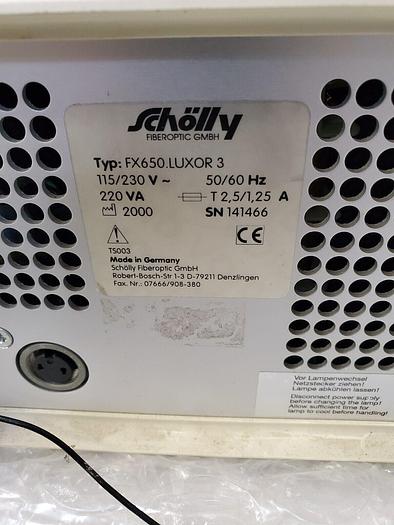 Schölly
FIBEROPTIC GMBH
Typ: FX650.LUXOR 3
115/230 V ~ 50/60 Hz
220 VA T 2,5/1,25 A
2000 SN 141466
TS003
CE
Made in Germany
Schölly Fiberoptic GmbH
Robert-Bosch-Str 1-3 D-79211 Denzlingen
Fax. Nr.: 07666/908-380
Vor Lampenwechsel
Netzstecker ziehen!
Lampe abkühlen lassen!
Disconnect power supply
before changing the lamp!
Allow sufficient time for
lamp to cool before handling!